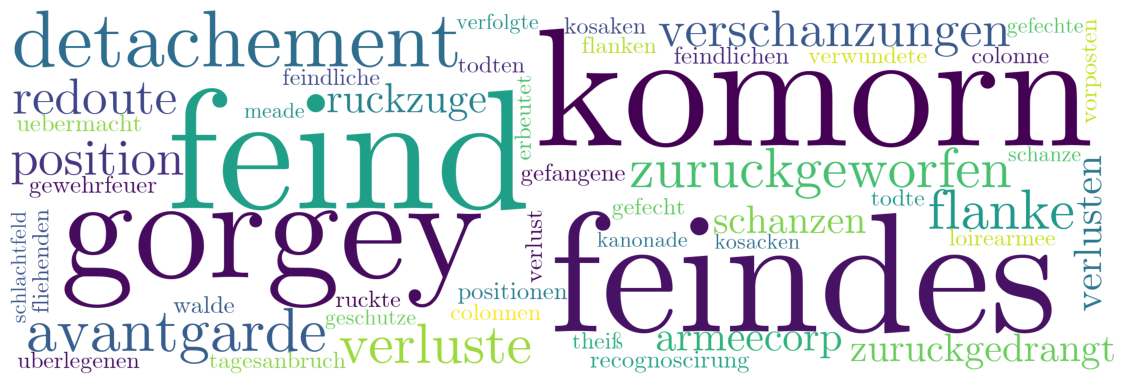 detachement
verfolgte
kosaken
verschanzungen
gefechte
flanken
feindlichen
verwundete
colonne
vorposten
komorn
feindliche
todten
redoute
meade
ruckzuge
erbeutet
uebermacht
feind
position
gewehrfeuer
gefangene
zuruckgeworfen
schanze
gorgey
gefecht
schanzen
todte
flanke
verlusten
schlachtfeld
fliehenden
verlust
kanonade
kosacken
loirearmee
feindes
walde
ruckte
positionen
colonnen
avantgarde
geschutze
verluste
theiß
armeecorp
zuruckgedrangt
uberlegenen
tagesanbruch
recognoscirung